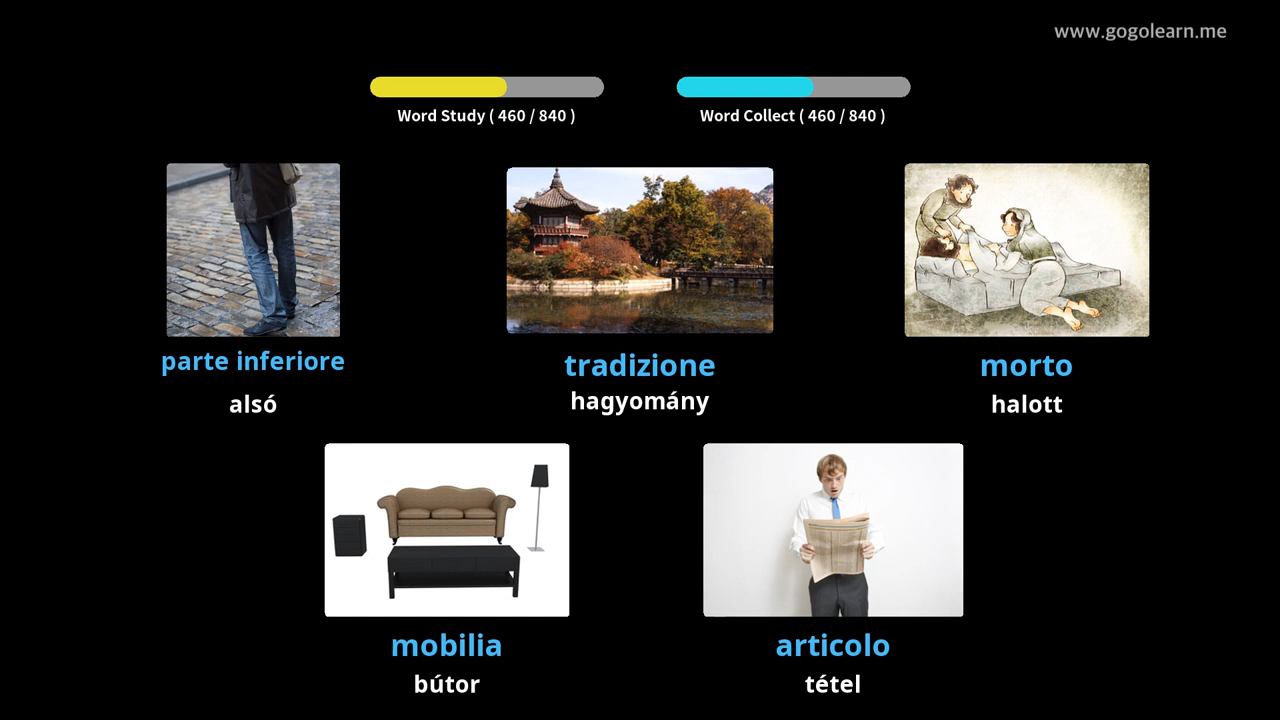 www.gogolearn.me
Word Study ( 460 / 840 )
Word Collect ( 460 / 840 )
parte inferiore
alsó
tradizione
hagyomány
morto
halott
mobilia
bútor
articolo
tétel